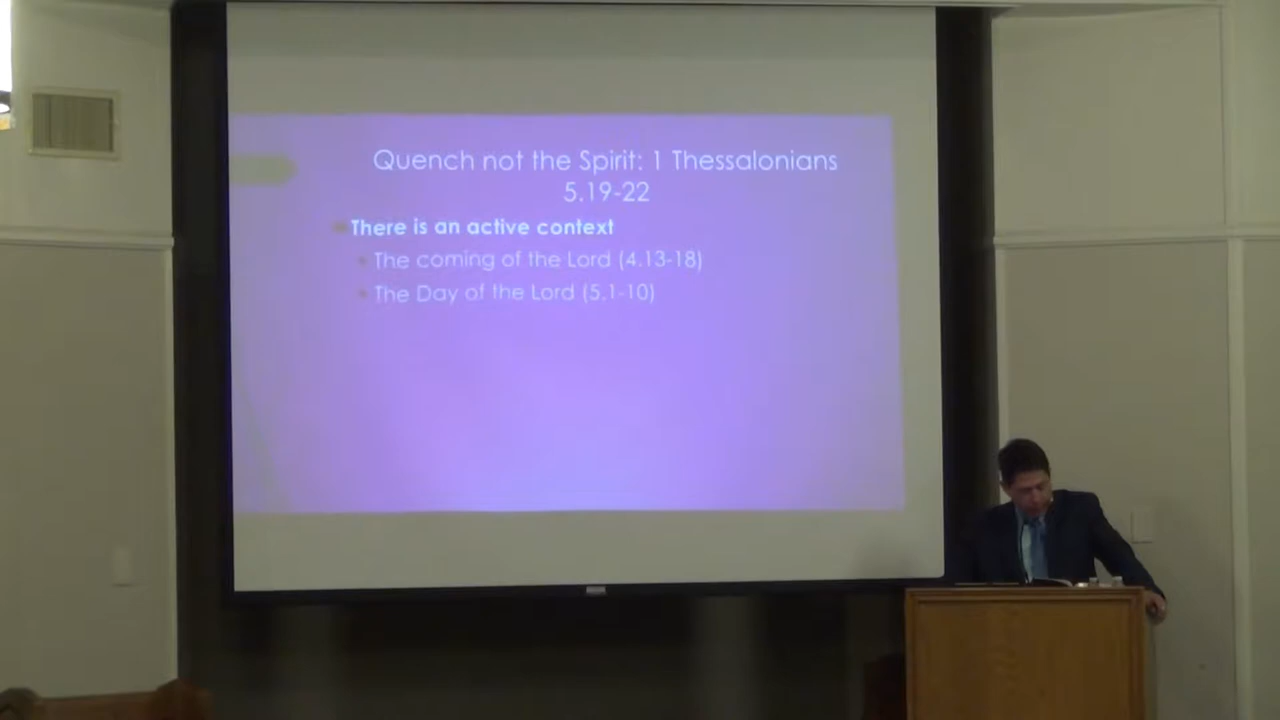 Quench not the Spirit: 1 Thessalonians
5.19-22
There is an active context
The coming of the Lord (4.13-18)
The Day of the Lord (5.1-10)